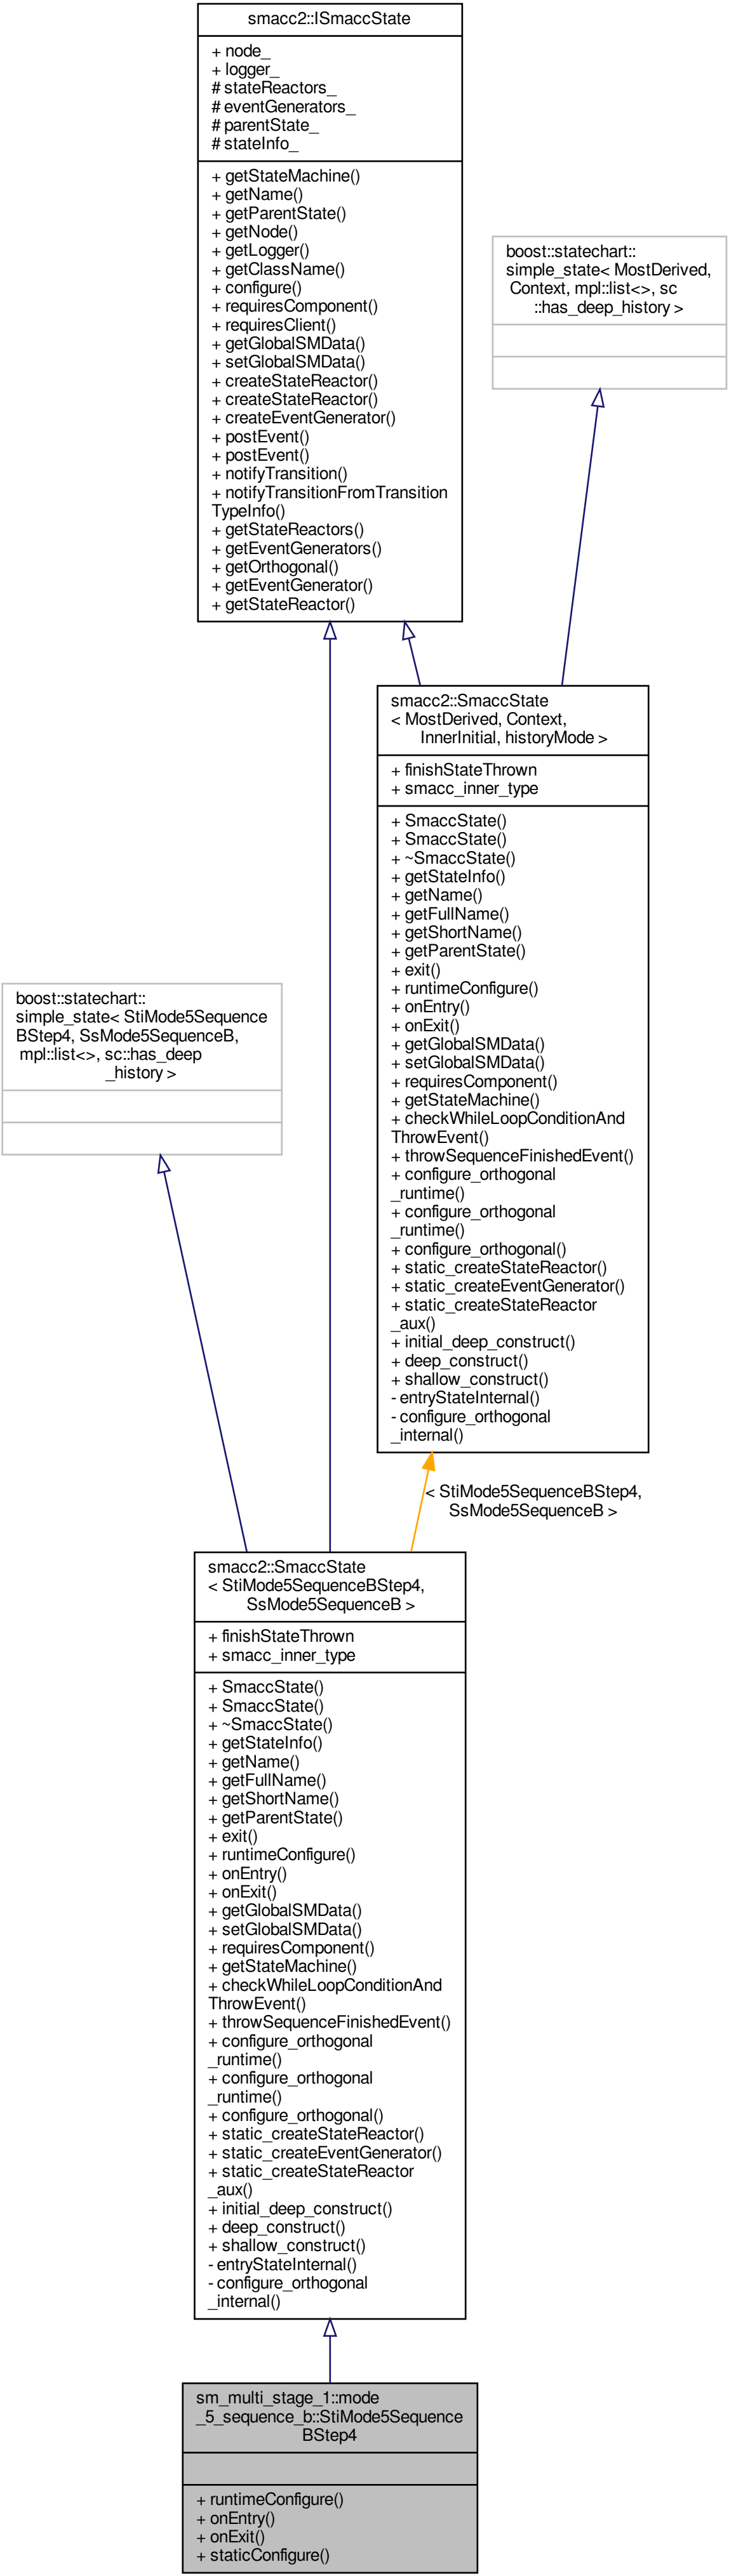 smacc2::ISmaccState
+ node_
+ logger_
# stateReactors_
# eventGenerators_
# parentState_
# stateInfo_
+ getStateMachine()
+ getName()
+ getParentState()
+ getNode()
+ getLogger()
+ getClassName()
+ configure()
+ requiresComponent()
+ requiresClient()
+ getGlobalSMData()
+ setGlobalSMData()
+ createStateReactor()
+ createStateReactor()
+ createEventGenerator()
+ postEvent()
+ postEvent()
+ notifyTransition()
+ notifyTransitionFromTransition
TypeInfo()
+ getStateReactors()
+ getEventGenerators()
+ getOrthogonal()
+ getEventGenerator()
+ getStateReactor()
boost::statechart::
simple_state< MostDerived,
Context, mpl::list<>, sc
::has_deep_history >
smacc2::SmaccState
< MostDerived, Context,
InnerInitial, historyMode >
+ finishStateThrown
+ smacc_inner_type
+ SmaccState()
+ SmaccState()
+ ~SmaccState()
+ getStateInfo()
+ getName()
+ getFullName()
+ getShortName()
+ getParentState()
+ exit()
+ runtimeConfigure()
+ onEntry()
+ onExit()
+ getGlobalSMData()
+ setGlobalSMData()
+ requiresComponent()
+ getStateMachine()
+ checkWhileLoopConditionAnd
ThrowEvent()
+ throwSequenceFinishedEvent()
+ configure_orthogonal
_runtime()
+ configure_orthogonal
_runtime()
+ configure_orthogonal()
+ static_createStateReactor()
+ static_createEventGenerator()
+ static_createStateReactor
_aux()
+ initial_deep_construct()
+ deep_construct()
+ shallow_construct()
- entryStateInternal()
- configure_orthogonal
_internal()
boost::statechart::
simple_state< StiMode5Sequence
BStep4, SsMode5SequenceB,
mpl::list<>, sc::has_deep
_history >
< StiMode5SequenceBStep4,
SsMode5SequenceB >
smacc2::SmaccState
< StiMode5SequenceBStep4,
SsMode5SequenceB >
+ finishStateThrown
+ smacc_inner_type
+ SmaccState()
+ SmaccState()
+ ~SmaccState()
+ getStateInfo()
+ getName()
+ getFullName()
+ getShortName()
+ getParentState()
+ exit()
+ runtimeConfigure()
+ onEntry()
+ onExit()
+ getGlobalSMData()
+ setGlobalSMData()
+ requiresComponent()
+ getStateMachine()
+ checkWhileLoopConditionAnd
ThrowEvent()
+ throwSequenceFinishedEvent()
+ configure_orthogonal
_runtime()
+ configure_orthogonal
_runtime()
+ configure_orthogonal()
+ static_createStateReactor()
+ static_createEventGenerator()
+ static_createStateReactor
_aux()
+ initial_deep_construct()
+ deep_construct()
+ shallow_construct()
- entryStateInternal()
- configure_orthogonal
_internal()
sm_multi_stage_1::mode
_5_sequence_b::StiMode5Sequence
BStep4
+ runtimeConfigure()
+ onEntry()
+ onExit()
+ staticConfigure()